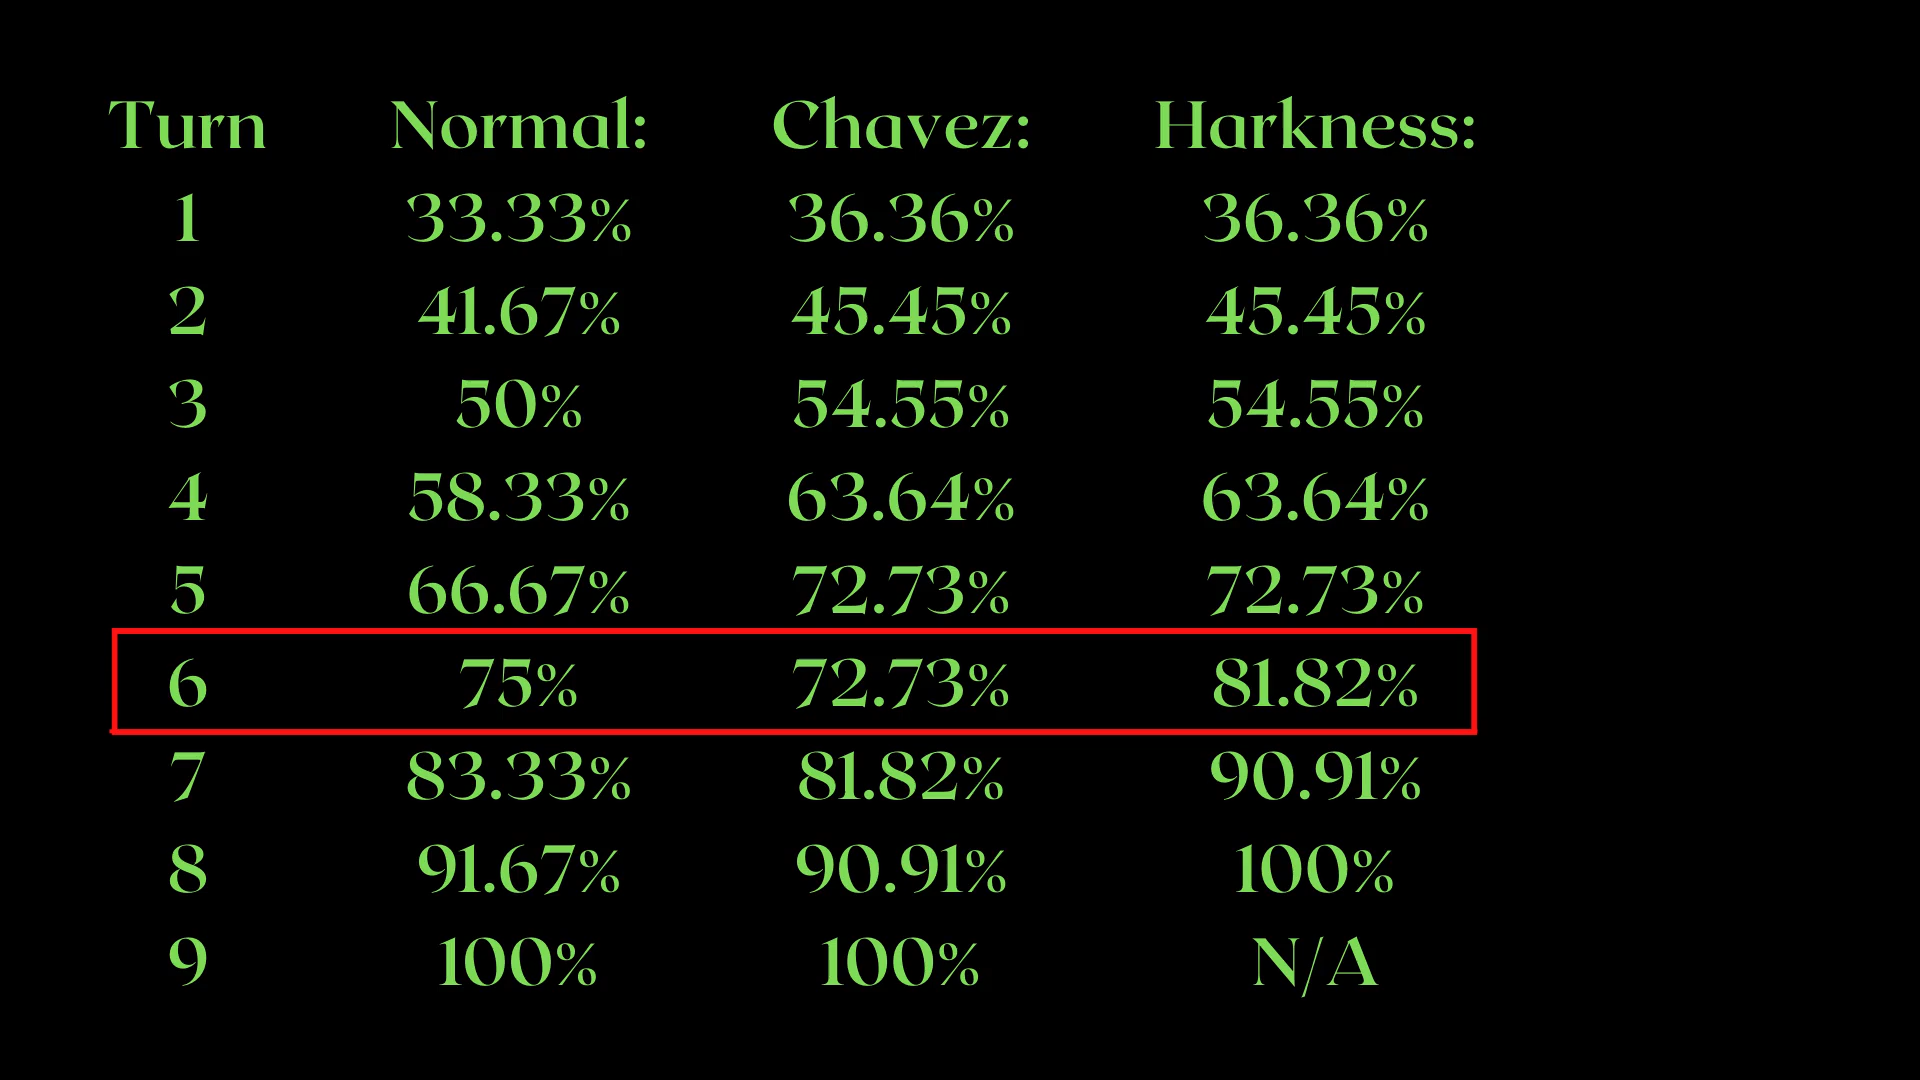 Turn Normal: Chavez: Harkness:
1 33.33% 36.36% 36.36%
2 41.67% 45.45% 45.45%
3 50% 54.55% 54.55%
4 58.33% 63.64% 63.64%
5 66.67% 72.73% 72.73%
6 75% 72.73% 81.82%
7 83.33% 81.82% 90.91%
8 91.67% 90.91% 100%
9 100% 100% N/A